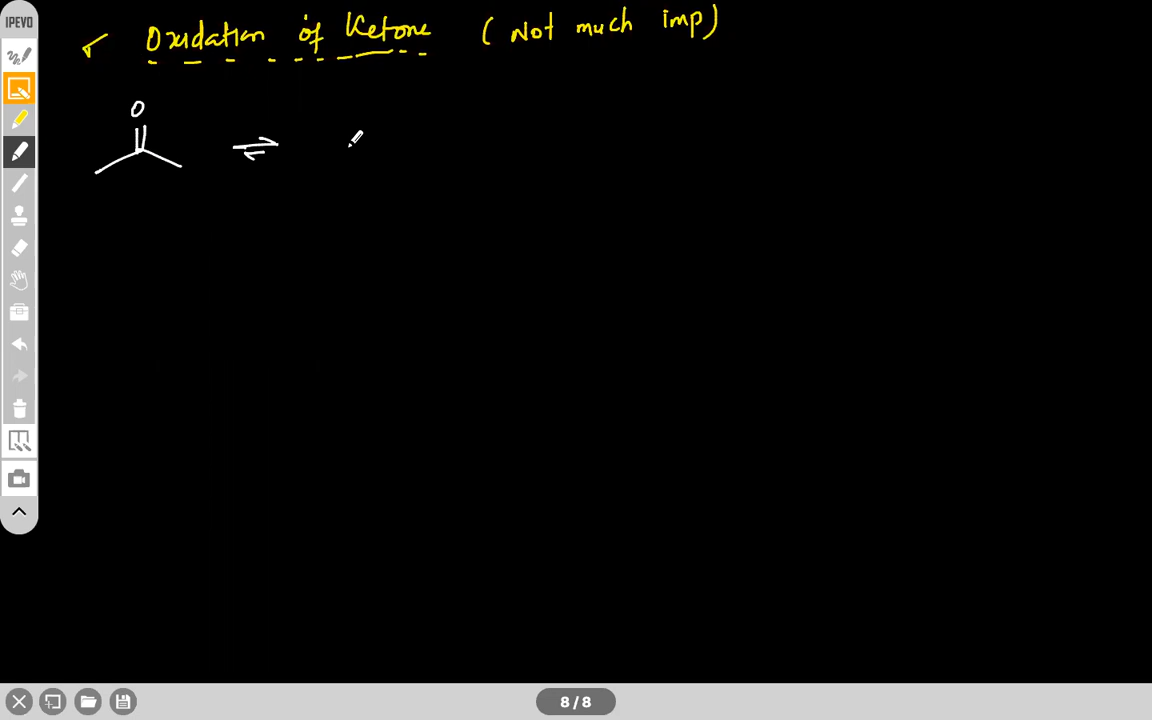 IPEVO
✓ Oxidation of Ketone (Not much imp)
O
8 / 8